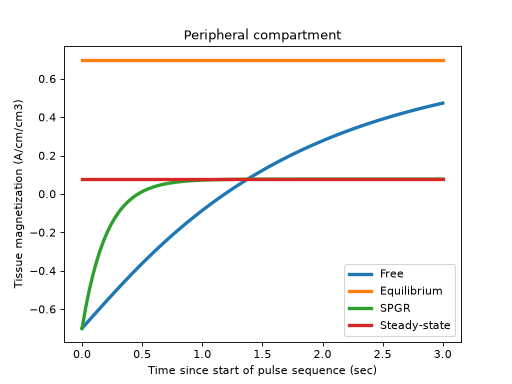 Peripheral compartment
Tissue magnetization (A/cm/cm3)
0.6
0.4
0.2
0.0
−0.2
−0.4
−0.6
Free
Equilibrium
SPGR
Steady-state
0.0 0.5 1.0 1.5 2.0 2.5 3.0
Time since start of pulse sequence (sec)